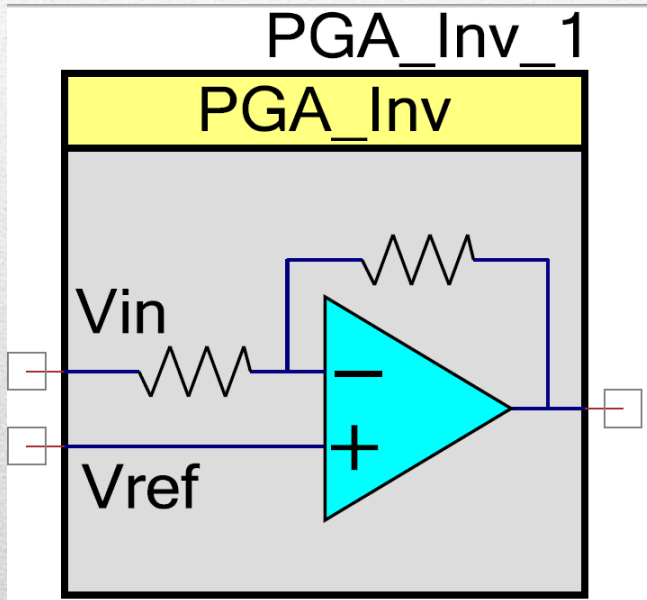 PGA_Inv_1
PGA_Inv
Vin
−
+
Vref